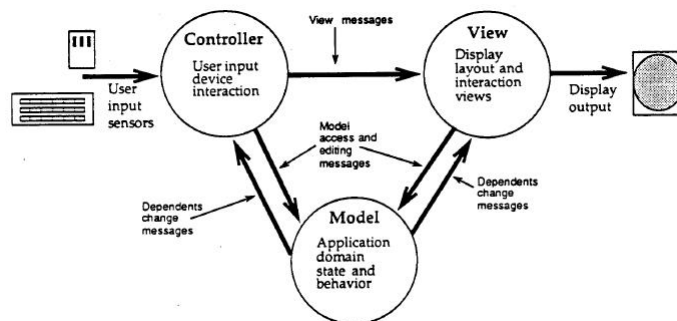 View messages
Controller
User input
device
interaction
View
Display
layout and
interaction
views
User
input
sensors
Display
output
Model
access and
editing
messages
Dependents
change
messages
Dependents
change
messages
Model
Application
domain
state and
behavior